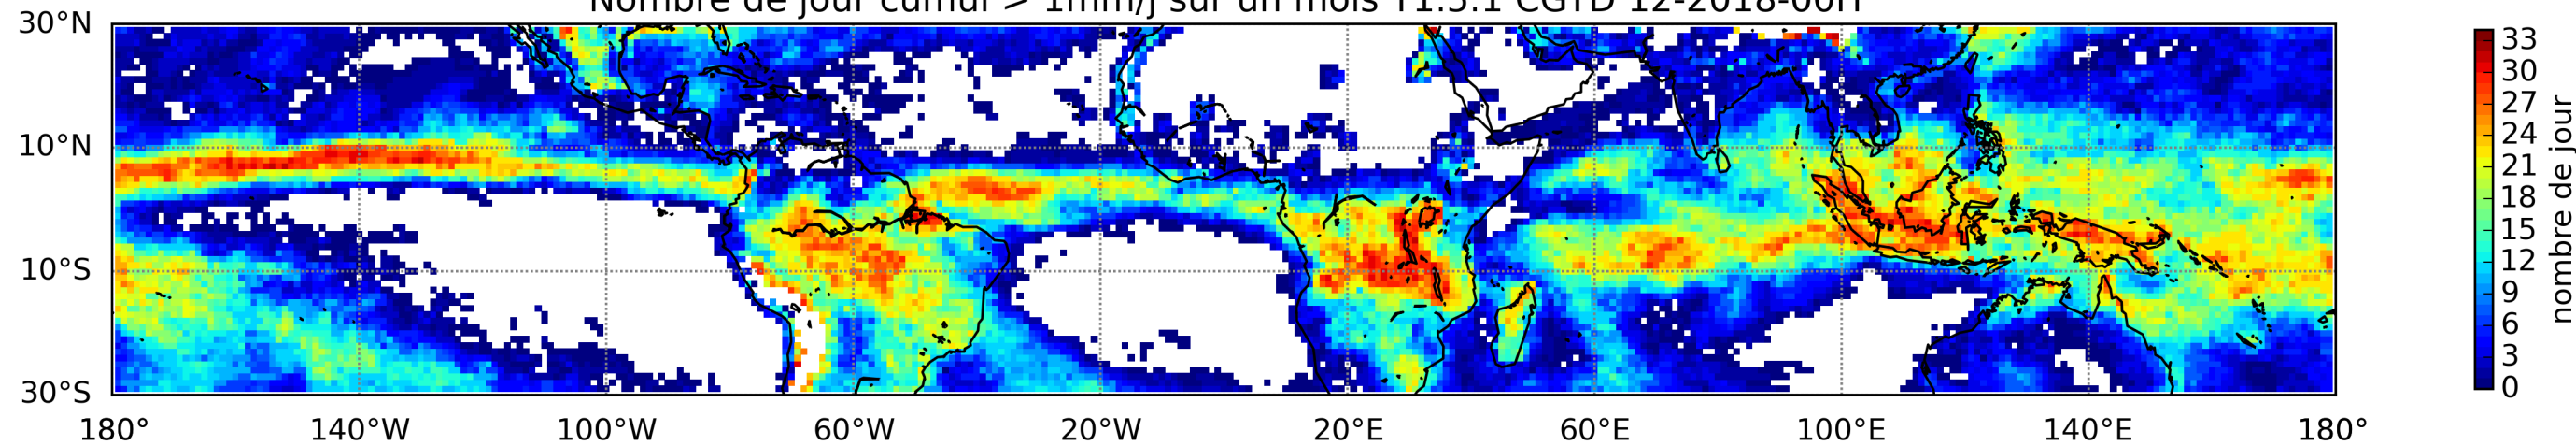 Nombre de jour cumul > 1mm/j sur un mois T1.5.1 CGTD 12-2018-00H
30°N
10°N
10°S
30°S
180° 140°W 100°W 60°W 20°W 20°E 60°E 100°E 140°E 180°
33
30
27
24
21
18
15
12
9
6
3
0
nombre de jour